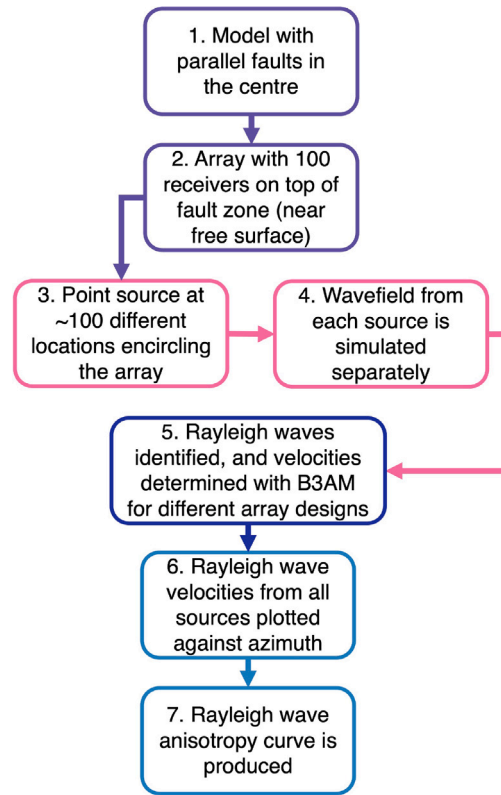 1. Model with
parallel faults in
the centre
2. Array with 100
receivers on top of
fault zone (near
free surface)
3. Point source at
~100 different
locations encircling
the array
4. Wavefield from
each source is
simulated
separately
5. Rayleigh waves
identified, and velocities
determined with B3AM
for different array designs
6. Rayleigh wave
velocities from all
sources plotted
against azimuth
7. Rayleigh wave
anisotropy curve is
produced